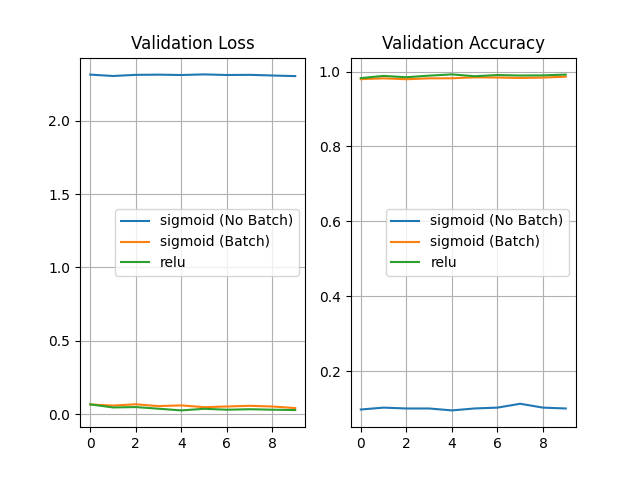 Validation Loss
2.0
1.5
1.0
0.5
0.0
0 2 4 6 8
sigmoid (No Batch)
sigmoid (Batch)
relu
Validation Accuracy
1.0
0.8
0.6
0.4
0.2
0 2 4 6 8
sigmoid (No Batch)
sigmoid (Batch)
relu